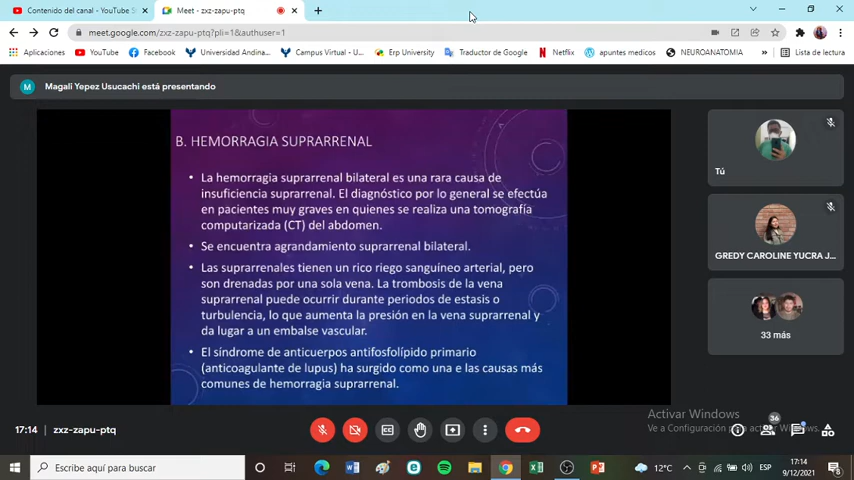 Contenido del canal - YouTube S
Meet - zxz-zapu-ptq
meet.google.com/zxz-zapu-ptq?pli=1&authuser=1
Aplicaciones
YouTube
Facebook
Universidad Andina...
Campus Virtual - U...
Erp University
Traductor de Google
Netflix
apuntes medicos
NEUROANOMIA
Lista de lectura
M
Magali Yepez Usucachi está presentando
B. HEMORRAGIA SUPRARRENAL
• La hemorragia suprarrenal bilateral es una rara causa de
insuficiencia suprarrenal. El diagnóstico por lo general se efectúa
en pacientes muy graves en quienes se realiza una tomografía
computarizada (CT) del abdomen.
• Se encuentra agrandamiento suprarrenal bilateral.
• Las suprarrenales tienen un rico riego sanguíneo arterial, pero
son drenadas por una sola vena. La trombosis de la vena
suprarrenal puede ocurrir durante periodos de estasis o
turbulencia, lo que aumenta la presión en la vena suprarrenal y
da lugar a un embalse vascular.
• El síndrome de anticuerpos antifosfolípido primario
(anticoagulante de lupus) ha surgido como una e las causas más
comunes de hemorragia suprarrenal.
Tú
GREDY CAROLINE YUCRA J...
33 más
Activar Windows
Ve a Configuración para activar Windows.
17:14
zxz-zapu-ptq
36
Escribe aquí para buscar
12°C
ESP
17:14
9/12/2021
8